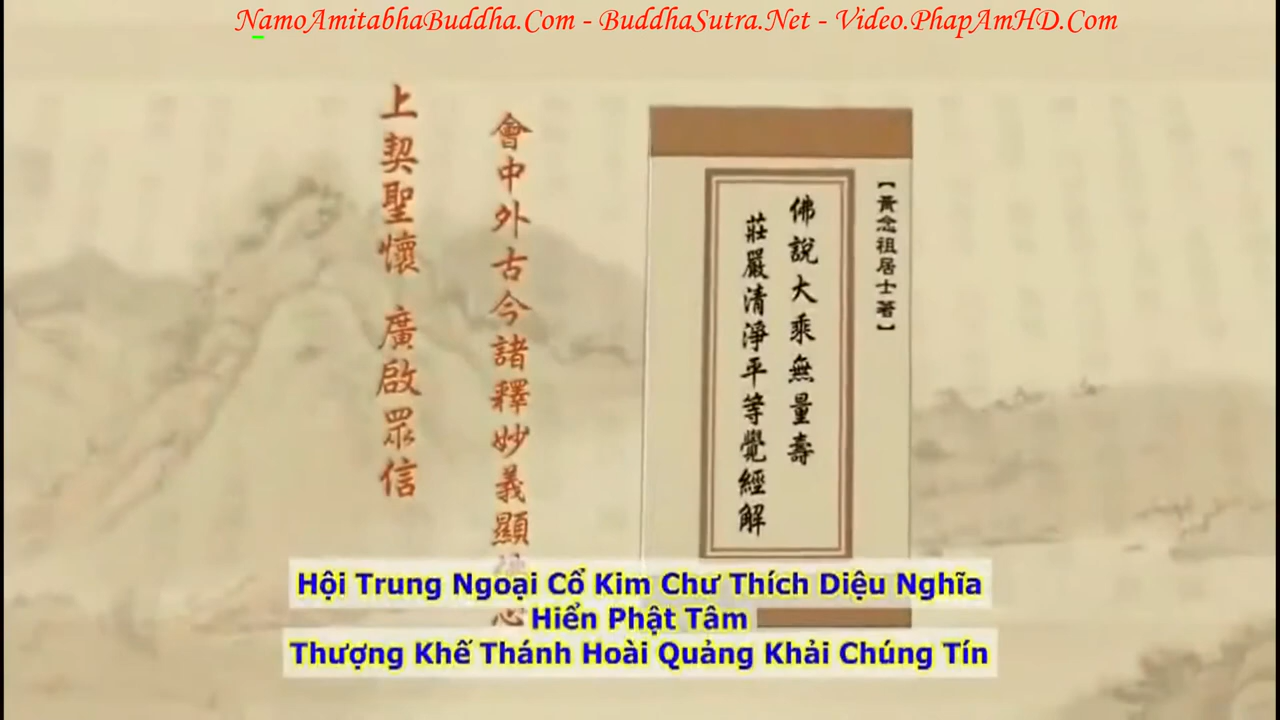 NamoAmitabhaBuddha.Com - BuddhaSutra.Net - Video.PhapAmHD.Com
【黃念祖居士著】
佛說大乘無量壽
莊嚴清淨平等覺經解
會中外古今諸釋妙義顯
上契聖懷 廣啟眾信
Hội Trung Ngoại Cổ Kim Chư Thích Diệu Nghĩa
Hiển Phật Tâm
Thượng Khế Thánh Hoài Quảng Khải Chúng Tín